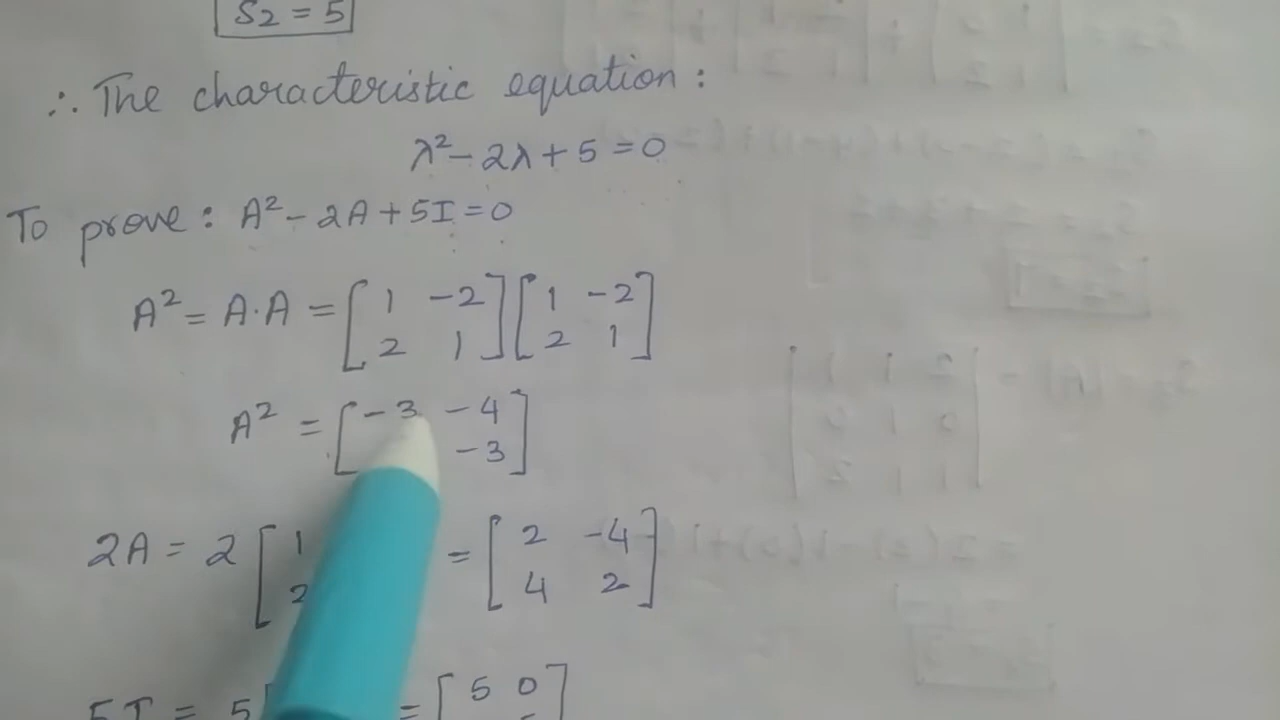 S2 = 5
∴ The characteristic equation :
λ² - 2λ + 5 = 0
To prove : A² - 2A + 5I = 0
A² = A·A = [ 1 -2 ] [ 1 -2 ]
2 1 2 1
A² = [ -3 -4 ]
-3
2A = 2 [ 1 = [ 2 -4 ]
2 4 2
5I = 5 [ = [ 5 0 ]